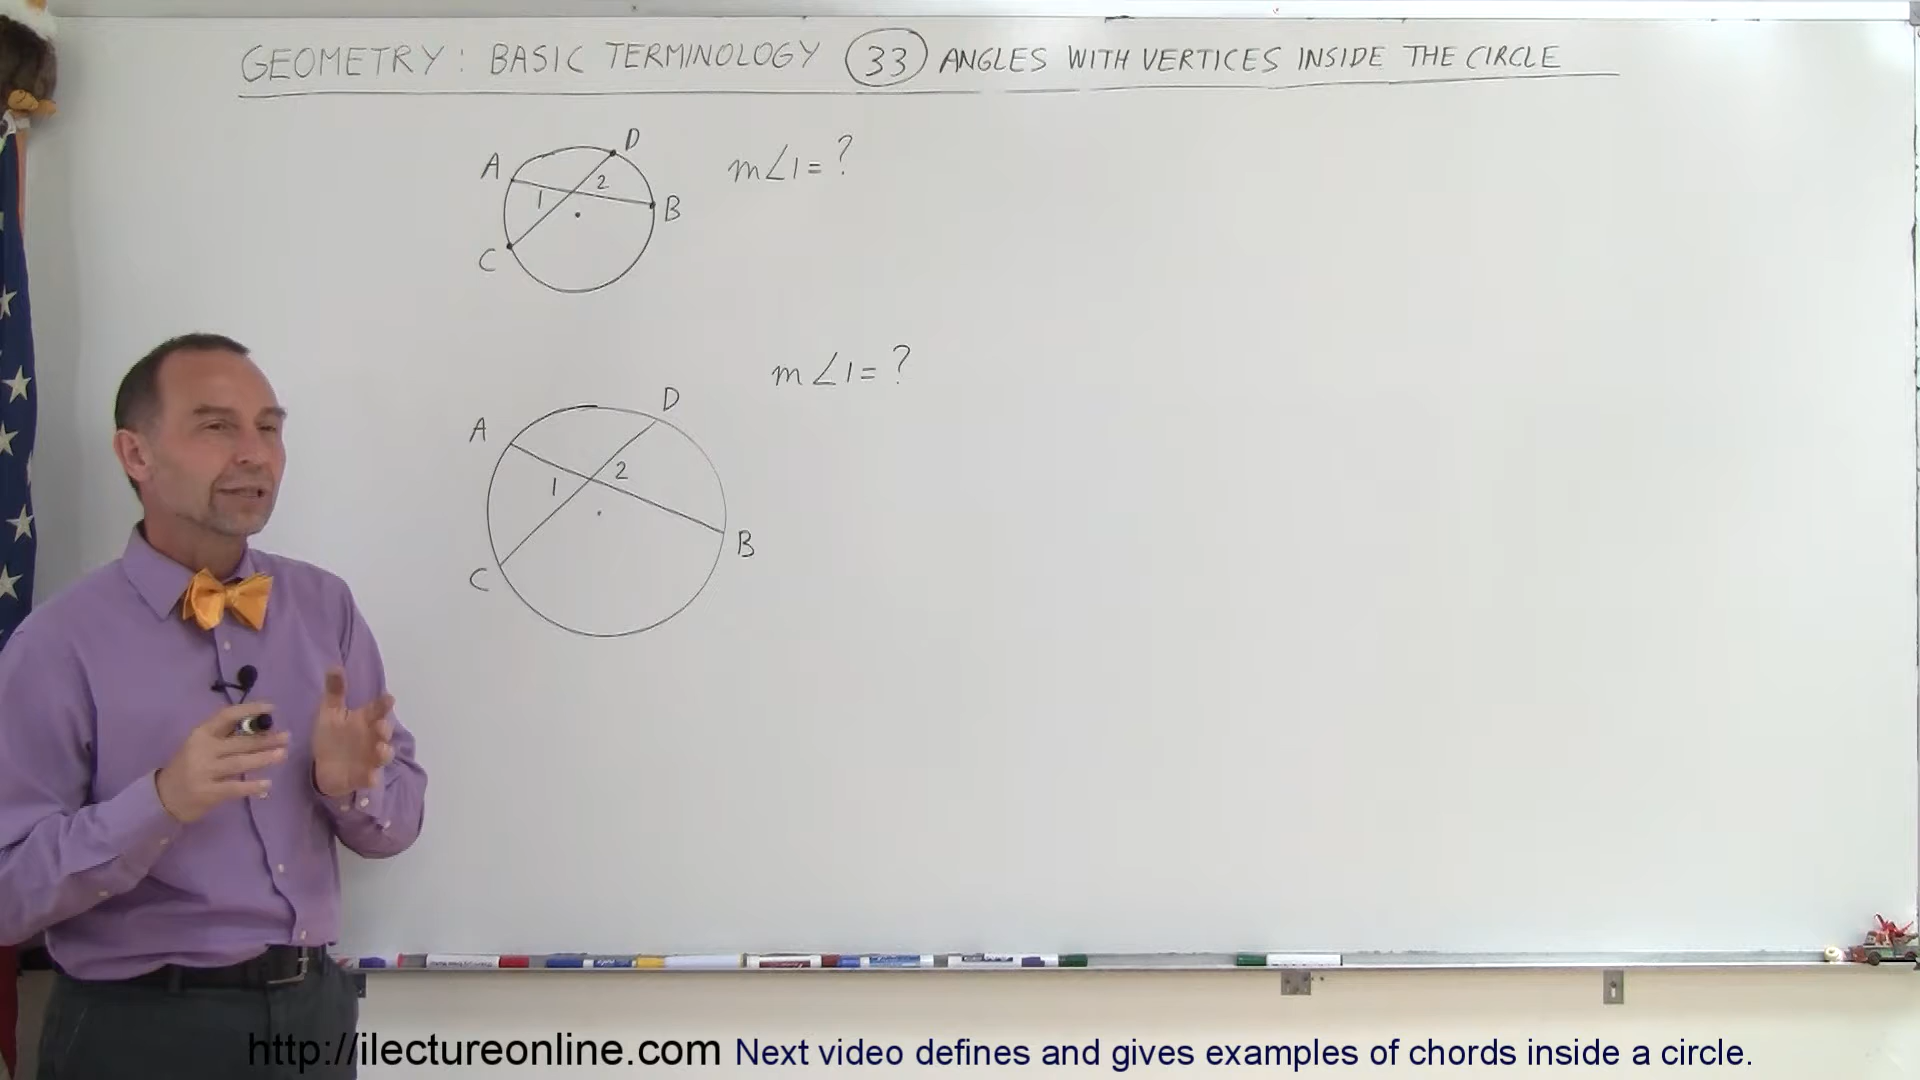 GEOMETRY: BASIC TERMINOLOGY 33 ANGLES WITH VERTICES INSIDE THE CIRCLE
D
A
m∠1=?
2
1
B
C
m∠1=?
D
A
2
1
B
C
http://ilectureonline.com Next video defines and gives examples of chords inside a circle.